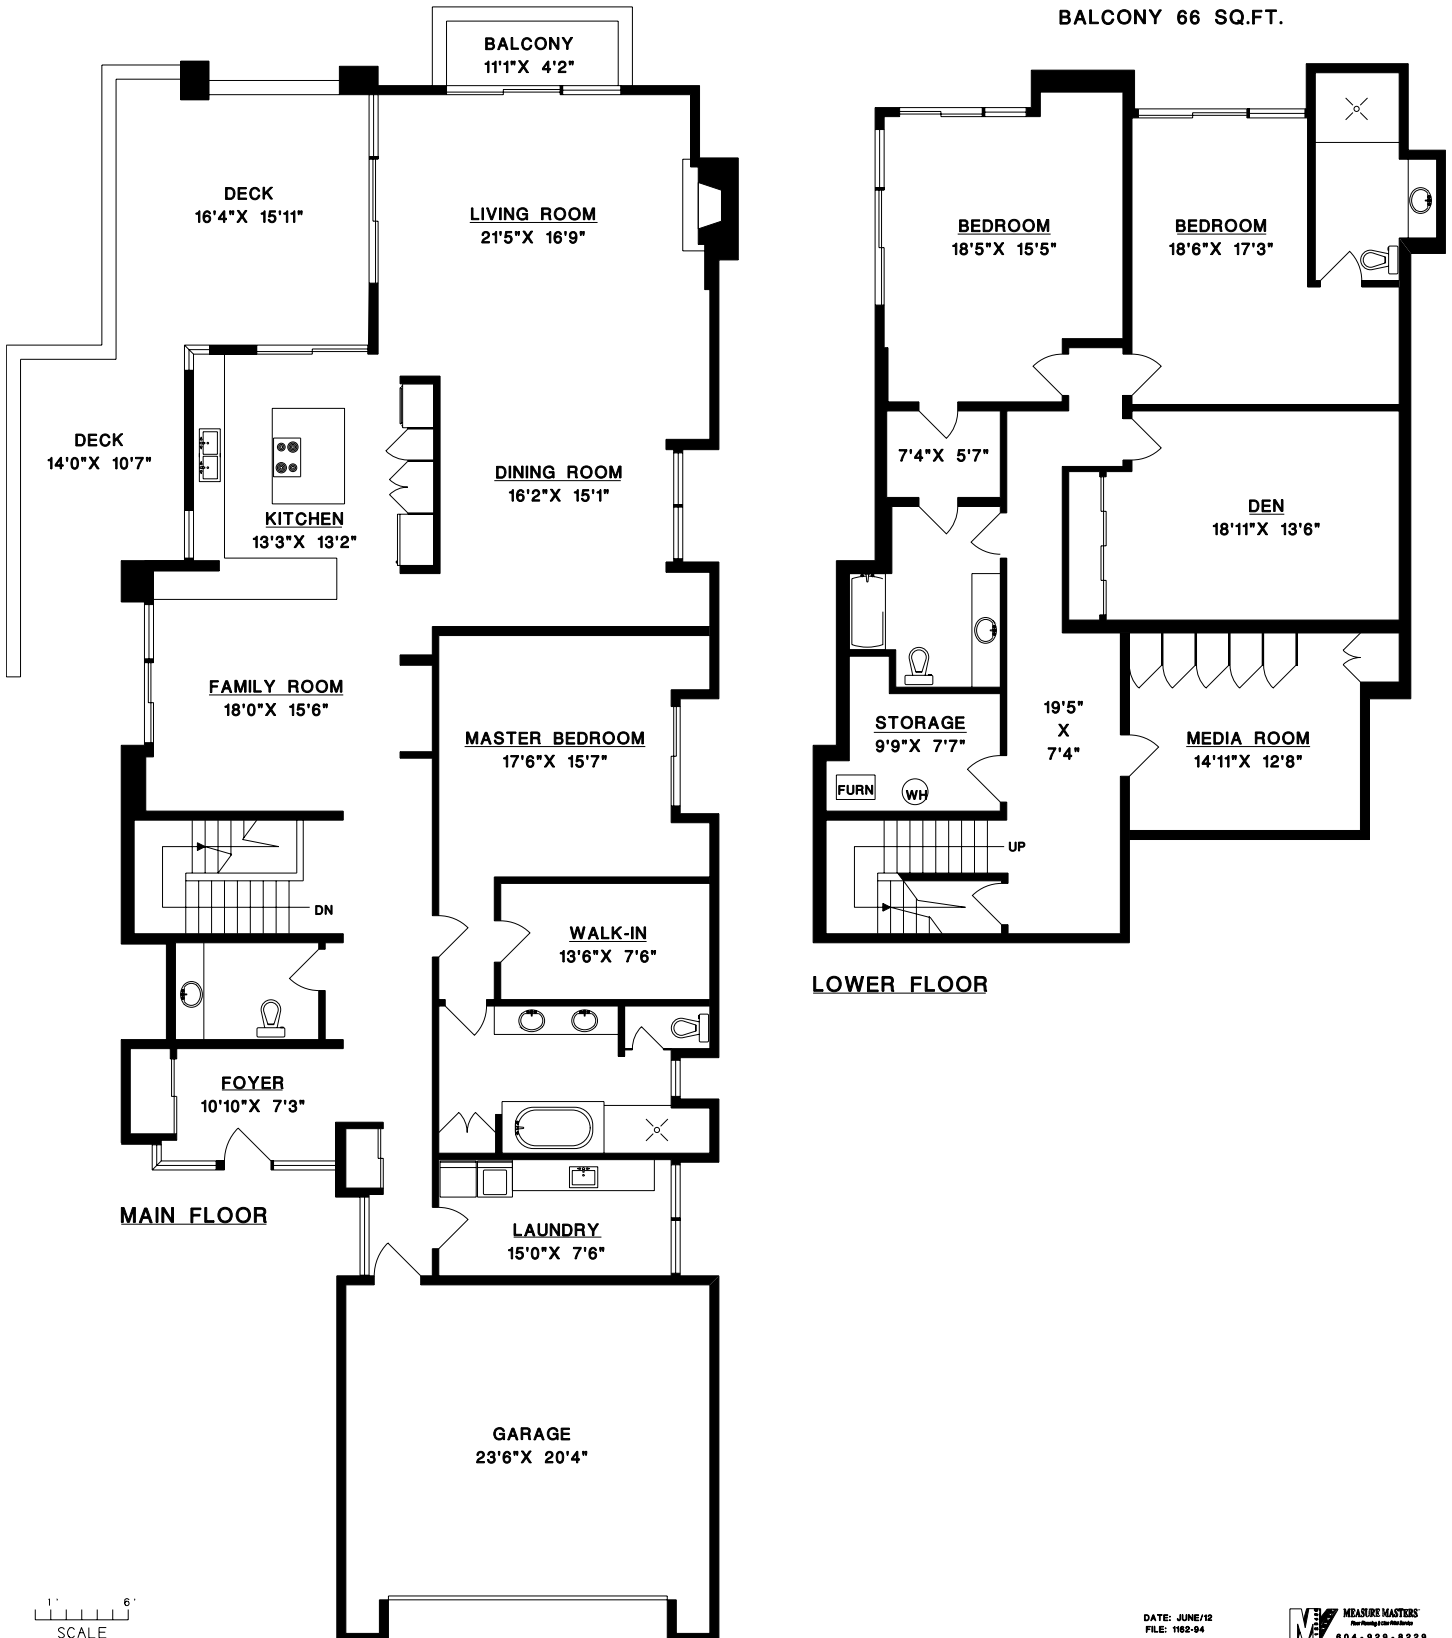 BALCONY 66 SQ.FT.
BALCONY
11'1"X 4'2"
DECK
16'4"X 15'11"
LIVING ROOM
21'5"X 16'9"
DECK
14'0"X 10'7"
DINING ROOM
16'2"X 15'1"
KITCHEN
13'3"X 13'2"
FAMILY ROOM
18'0"X 15'6"
MASTER BEDROOM
17'6"X 15'7"
DN
WALK-IN
13'6"X 7'6"
FOYER
10'10"X 7'3"
MAIN FLOOR
LAUNDRY
15'0"X 7'6"
GARAGE
23'6"X 20'4"
1' 6'
SCALE
BEDROOM
18'5"X 15'5"
BEDROOM
18'6"X 17'3"
7'4"X 5'7"
DEN
18'11"X 13'6"
STORAGE
9'9"X 7'7"
FURN
WH
19'5"
X
7'4"
MEDIA ROOM
14'11"X 12'8"
UP
LOWER FLOOR
DATE: JUNE/12
FILE: 1162-94
MEASURE MASTERS